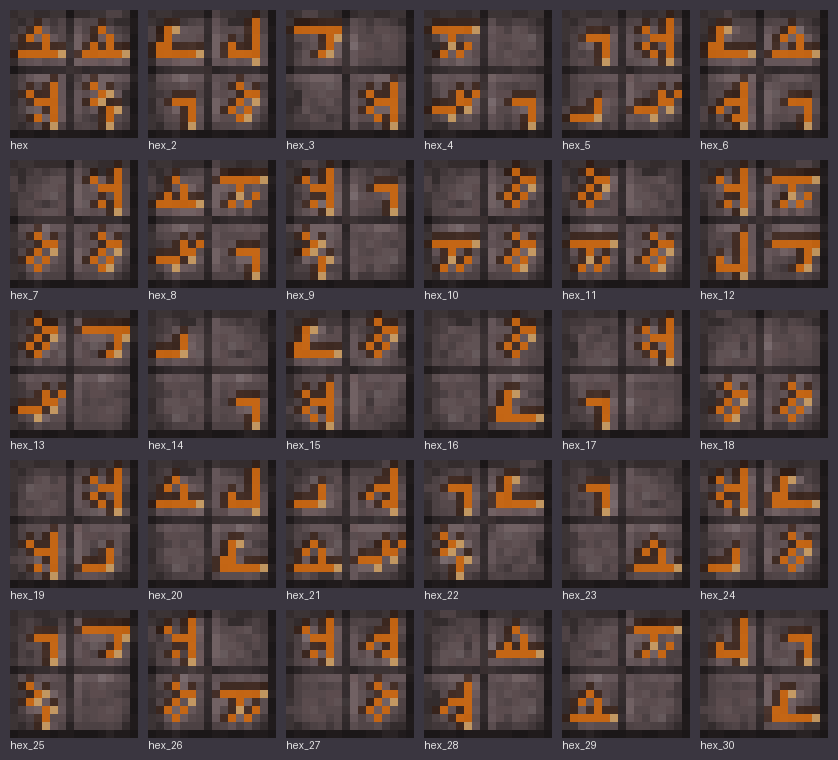 hex hex_2 hex_3 hex_4 hex_5 hex_6
hex_7 hex_8 hex_9 hex_10 hex_11 hex_12
hex_13 hex_14 hex_15 hex_16 hex_17 hex_18
hex_19 hex_20 hex_21 hex_22 hex_23 hex_24
hex_25 hex_26 hex_27 hex_28 hex_29 hex_30